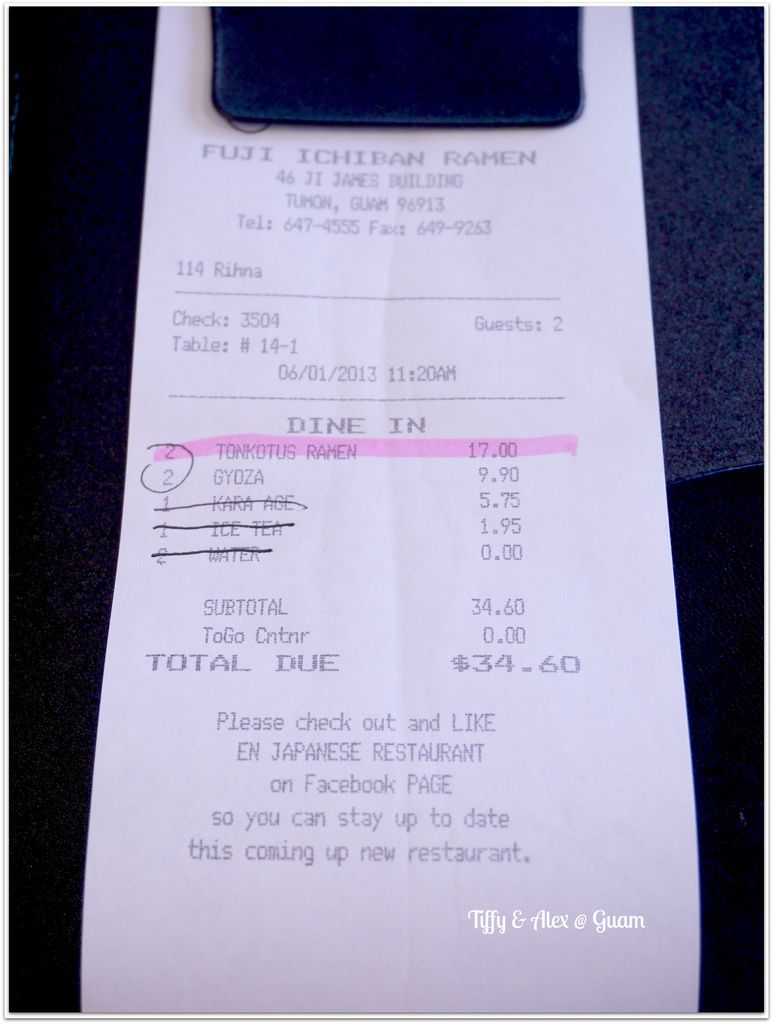 FUJI ICHIBAN RAMEN
46 JI JAMES BUILDING
TUMON, GUAM 96913
Tel: 647-4555 Fax: 649-9263
114 Rihna
Check: 3504 Guests: 2
Table: # 14-1
06/01/2013 11:20AM
DINE IN
2 TONKOTUS RAMEN 17.00
2 GYOZA 9.90
1 KARA AGE 5.75
1 ICE TEA 1.95
2 WATER 0.00
SUBTOTAL 34.60
ToGo Cntnr 0.00
TOTAL DUE $34.60
Please check out and LIKE
EN JAPANESE RESTAURANT
on Facebook PAGE
so you can stay up to date
this coming up new restaurant.
Tiffy & Alex @ Guam